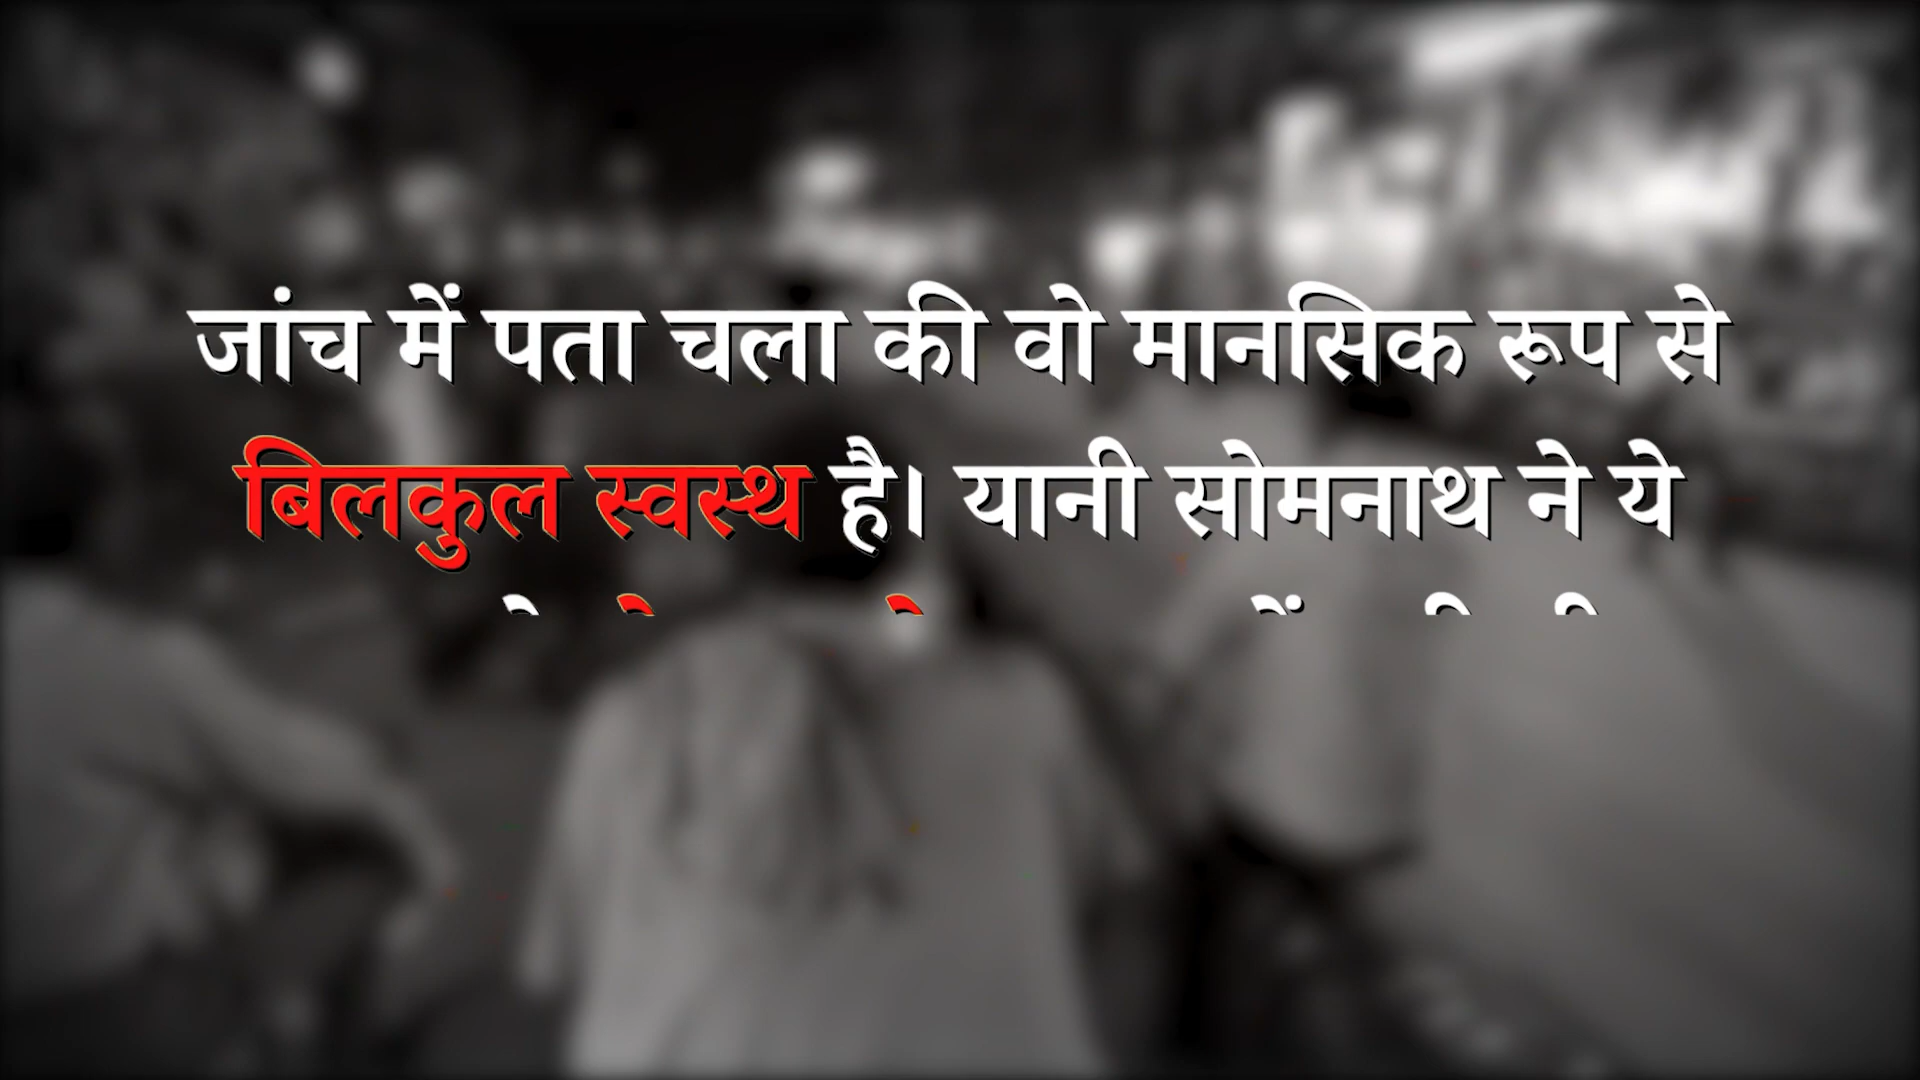 जांच में पता चला की वो मानसिक रूप से
बिलकुल स्वस्थ है। यानी सोमनाथ ने ये